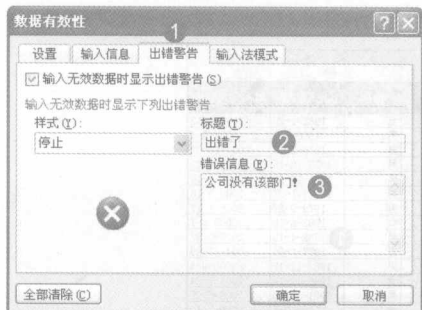 数据有效性
1
设置 输入信息 出错警告 输入法模式
输入无效数据时显示出错警告(S)
输入无效数据时显示下列出错警告
样式(Y): 标题(T):
停止 出错了 2
错误信息(E):
公司没有该部门! 3
全部清除(C) 确定 取消